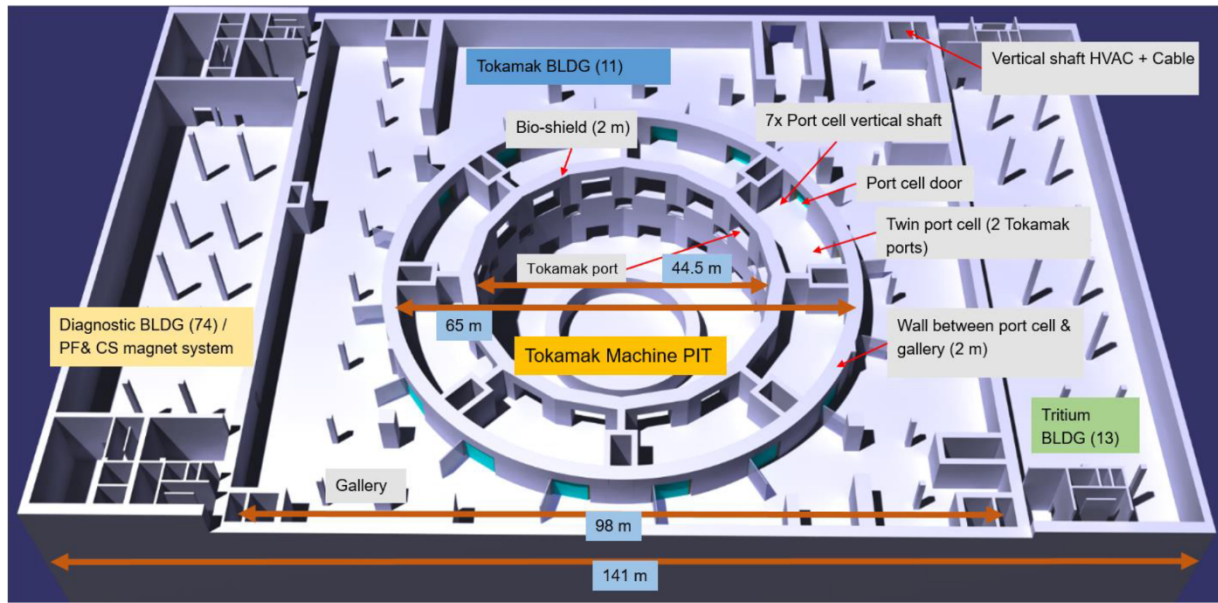 Tokamak BLDG (11)
Vertical shaft HVAC + Cable
Bio-shield (2 m)
7x Port cell vertical shaft
Port cell door
Twin port cell (2 Tokamak
ports)
Tokamak port
44.5 m
65 m
Diagnostic BLDG (74) /
PF& CS magnet system
Tokamak Machine PIT
Wall between port cell &
gallery (2 m)
Tritium
BLDG (13)
Gallery
98 m
141 m